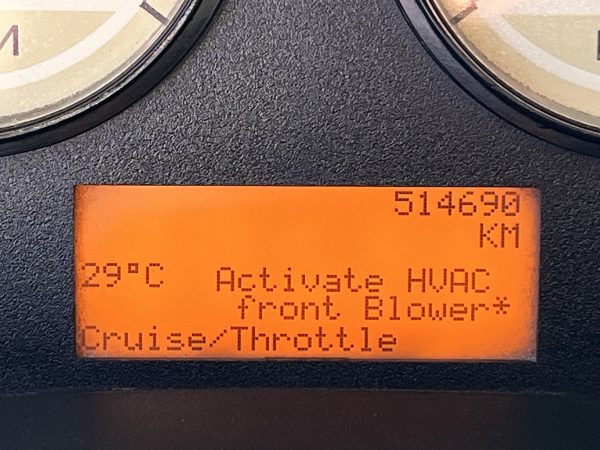 514690
KM
29°C Activate HVAC
front Blower*
Cruise/Throttle